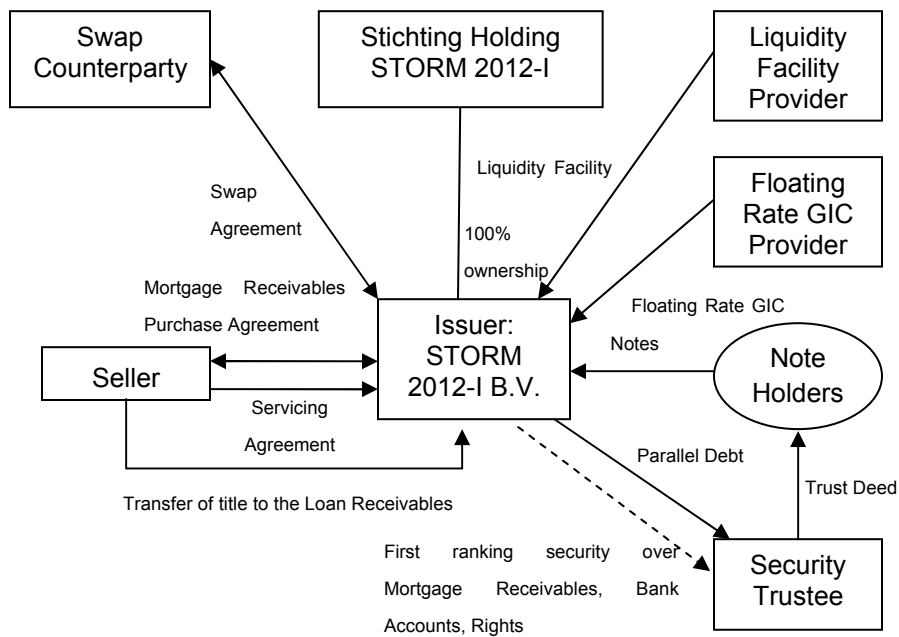 Swap
Counterparty
Stichting Holding
STORM 2012-I
Liquidity
Facility
Provider
Liquidity Facility
Swap
Agreement
Floating
Rate GIC
Provider
100%
ownership
Mortgage Receivables
Purchase Agreement
Floating Rate GIC
Issuer:
STORM
2012-I B.V.
Notes
Note
Holders
Seller
Servicing
Agreement
Parallel Debt
Trust Deed
Transfer of title to the Loan Receivables
First ranking security over
Mortgage Receivables, Bank
Accounts, Rights
Security
Trustee